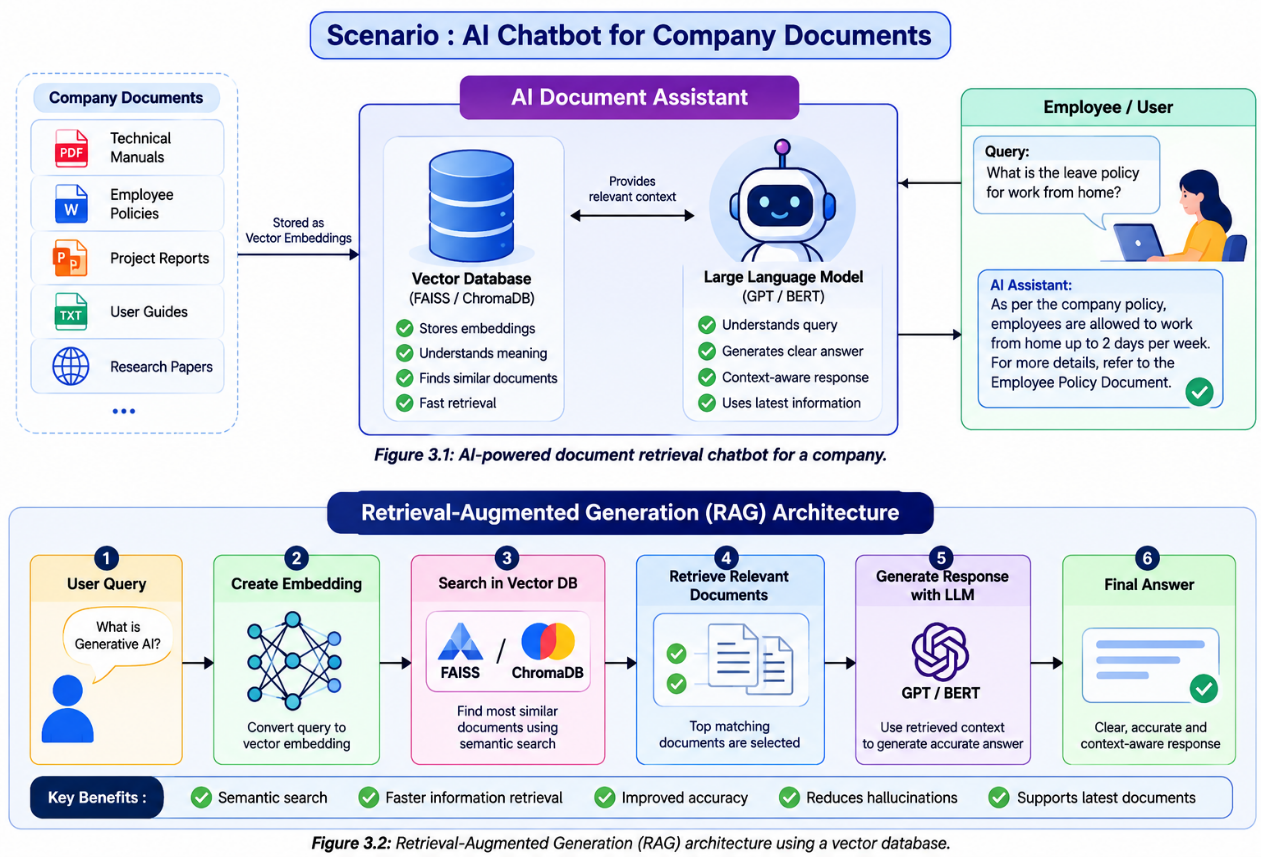 Scenario : AI Chatbot for Company Documents
Company Documents
PDF
Technical
Manuals
W
Employee
Policies
P
P
Project Reports
TXT
User Guides
Research Papers
...
Stored as
Vector Embeddings
AI Document Assistant
Vector Database
(FAISS / ChromaDB)
Stores embeddings
Understands meaning
Finds similar documents
Fast retrieval
Provides
relevant context
Large Language Model
(GPT / BERT)
Understands query
Generates clear answer
Context-aware response
Uses latest information
Employee / User
Query:
What is the leave policy
for work from home?
AI Assistant:
As per the company policy,
employees are allowed to work
from home up to 2 days per week.
For more details, refer to the
Employee Policy Document.
Figure 3.1: AI-powered document retrieval chatbot for a company.
Retrieval-Augmented Generation (RAG) Architecture
1
User Query
What is
Generative AI?
2
Create Embedding
Convert query to
vector embedding
3
Search in Vector DB
FAISS / ChromaDB
Find most similar
documents using
semantic search
4
Retrieve Relevant
Documents
Top matching
documents are selected
5
Generate Response
with LLM
GPT / BERT
Use retrieved context
to generate accurate answer
6
Final Answer
Clear, accurate and
context-aware response
Key Benefits :
Semantic search
Faster information retrieval
Improved accuracy
Reduces hallucinations
Supports latest documents
Figure 3.2: Retrieval-Augmented Generation (RAG) architecture using a vector database.